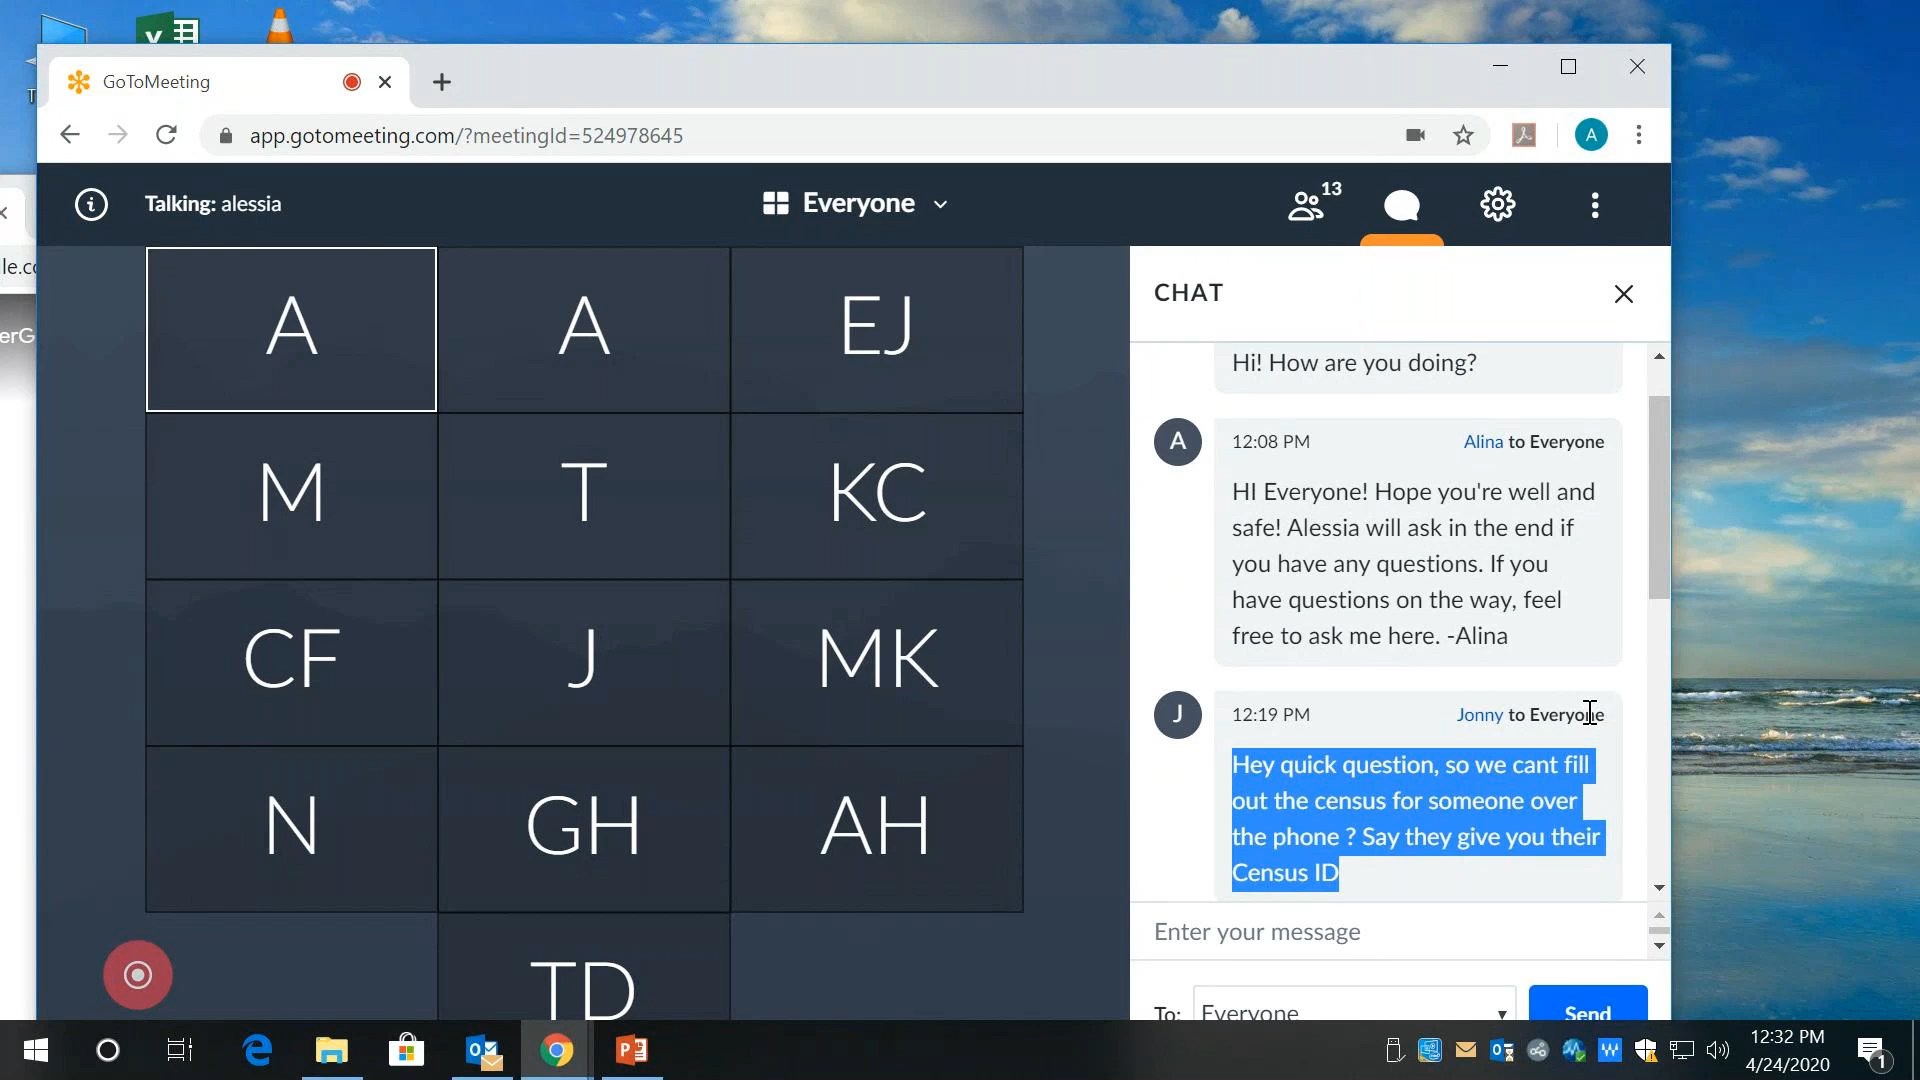 GoToMeeting
app.gotomeeting.com/?meetingId=524978645
A
Talking: alessia
Everyone
13
le.co
erG
A
A
EJ
M
T
KC
CF
J
MK
N
GH
AH
TD
CHAT
Hi! How are you doing?
A
12:08 PM
Alina to Everyone
HI Everyone! Hope you're well and
safe! Alessia will ask in the end if
you have any questions. If you
have questions on the way, feel
free to ask me here. -Alina
J
12:19 PM
Jonny to Everyone
Hey quick question, so we cant fill
out the census for someone over
the phone ? Say they give you their
Census ID
Enter your message
To:
Everyone
Send
12:32 PM
4/24/2020
1